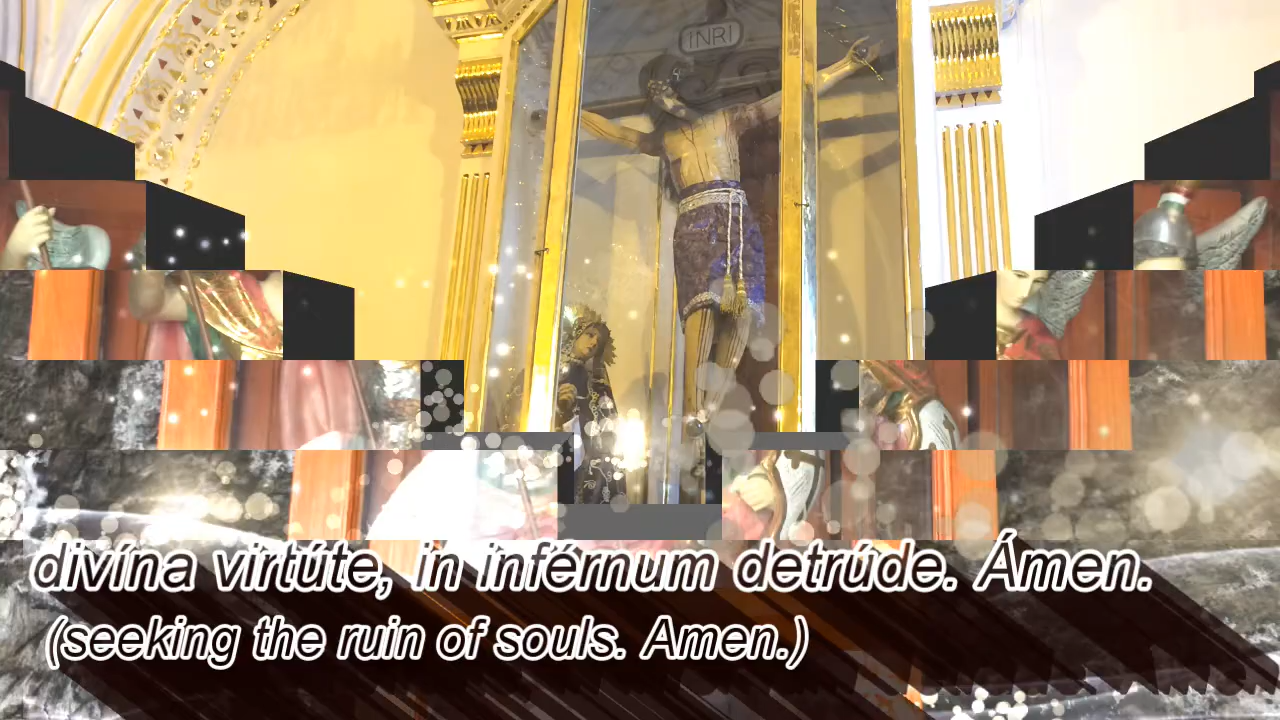 INRI
divína virtúte, in inférnum detrúde. Ámen.
(seeking the ruin of souls. Amen.)